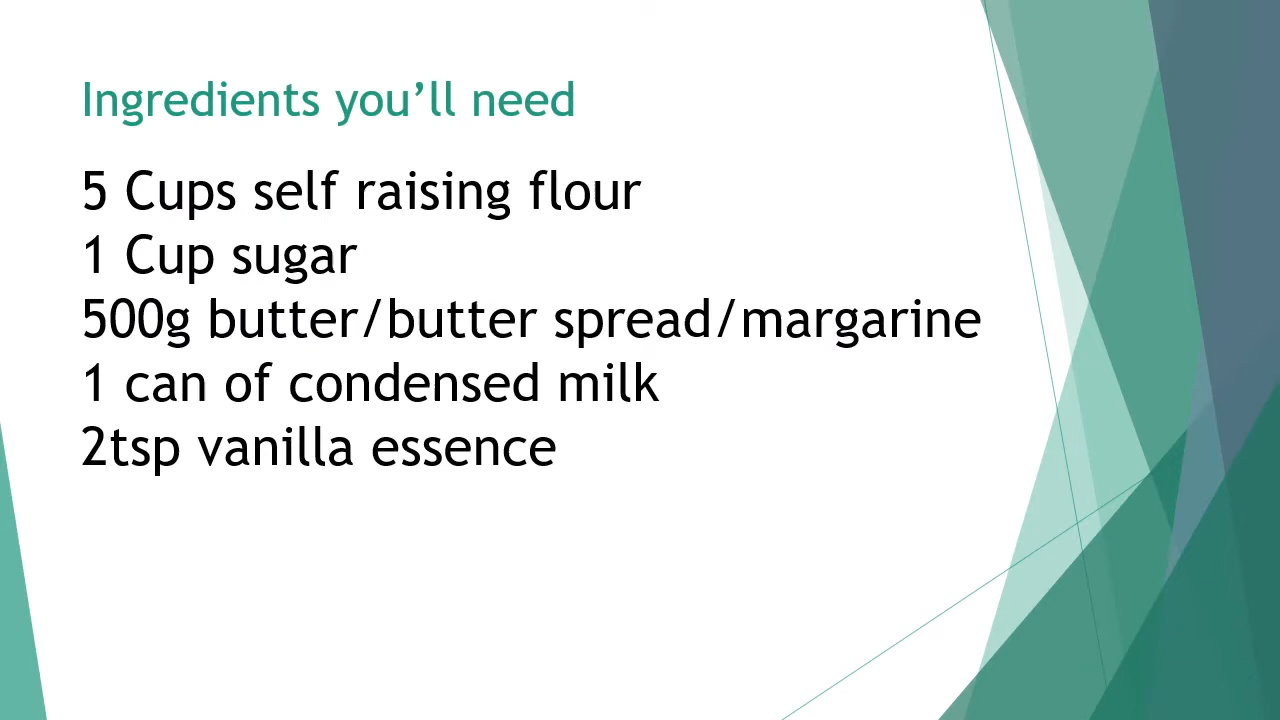 Ingredients you’ll need
5 Cups self raising flour
1 Cup sugar
500g butter/butter spread/margarine
1 can of condensed milk
2tsp vanilla essence